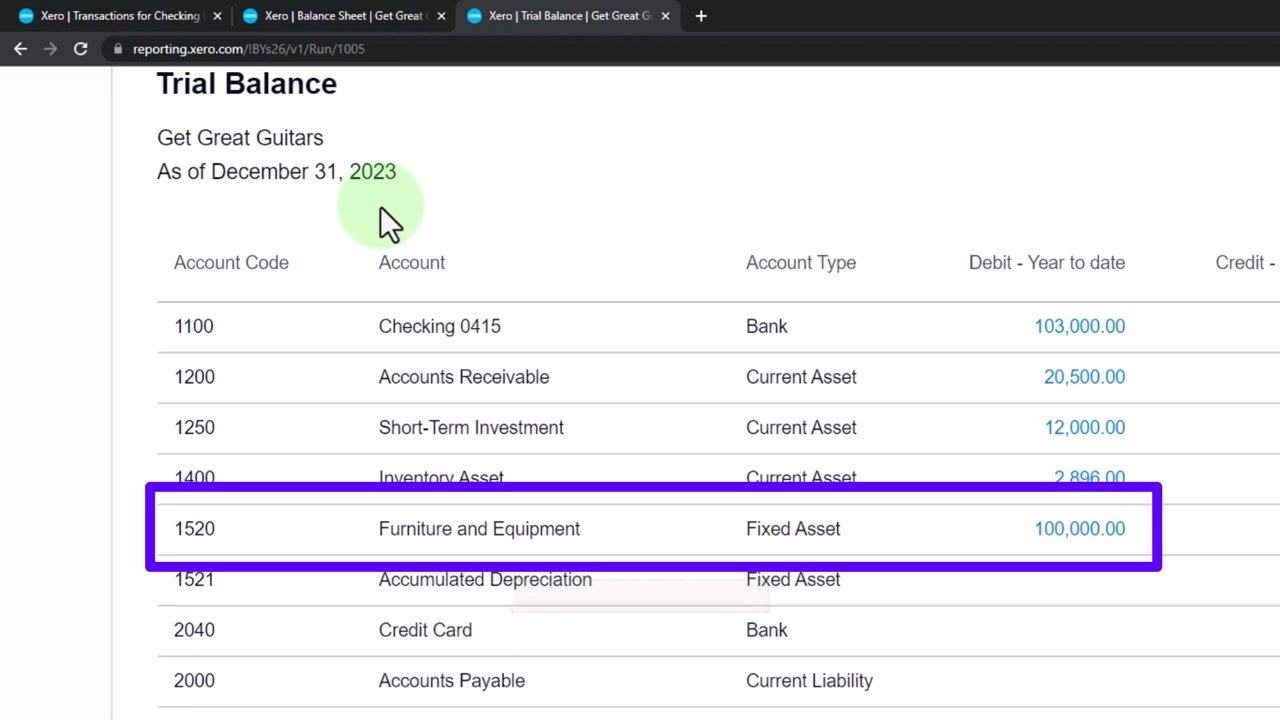 Xero | Transactions for Checking
Xero | Balance Sheet | Get Great
Xero | Trial Balance | Get Great
reporting.xero.com/!BYs26/v1/Run/1005
Trial Balance
Get Great Guitars
As of December 31, 2023
Account Code Account Account Type Debit - Year to date Credit -
1100 Checking 0415 Bank 103,000.00
1200 Accounts Receivable Current Asset 20,500.00
1250 Short-Term Investment Current Asset 12,000.00
1400 Inventory Asset Current Asset 2,896.00
1520 Furniture and Equipment Fixed Asset 100,000.00
1521 Accumulated Depreciation Fixed Asset
2040 Credit Card Bank
2000 Accounts Payable Current Liability